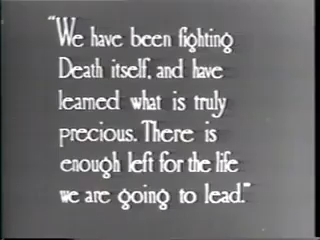 "We have been fighting
Death itself, and have
learned what is truly
precious. There is
enough left for the life
we are going to lead."